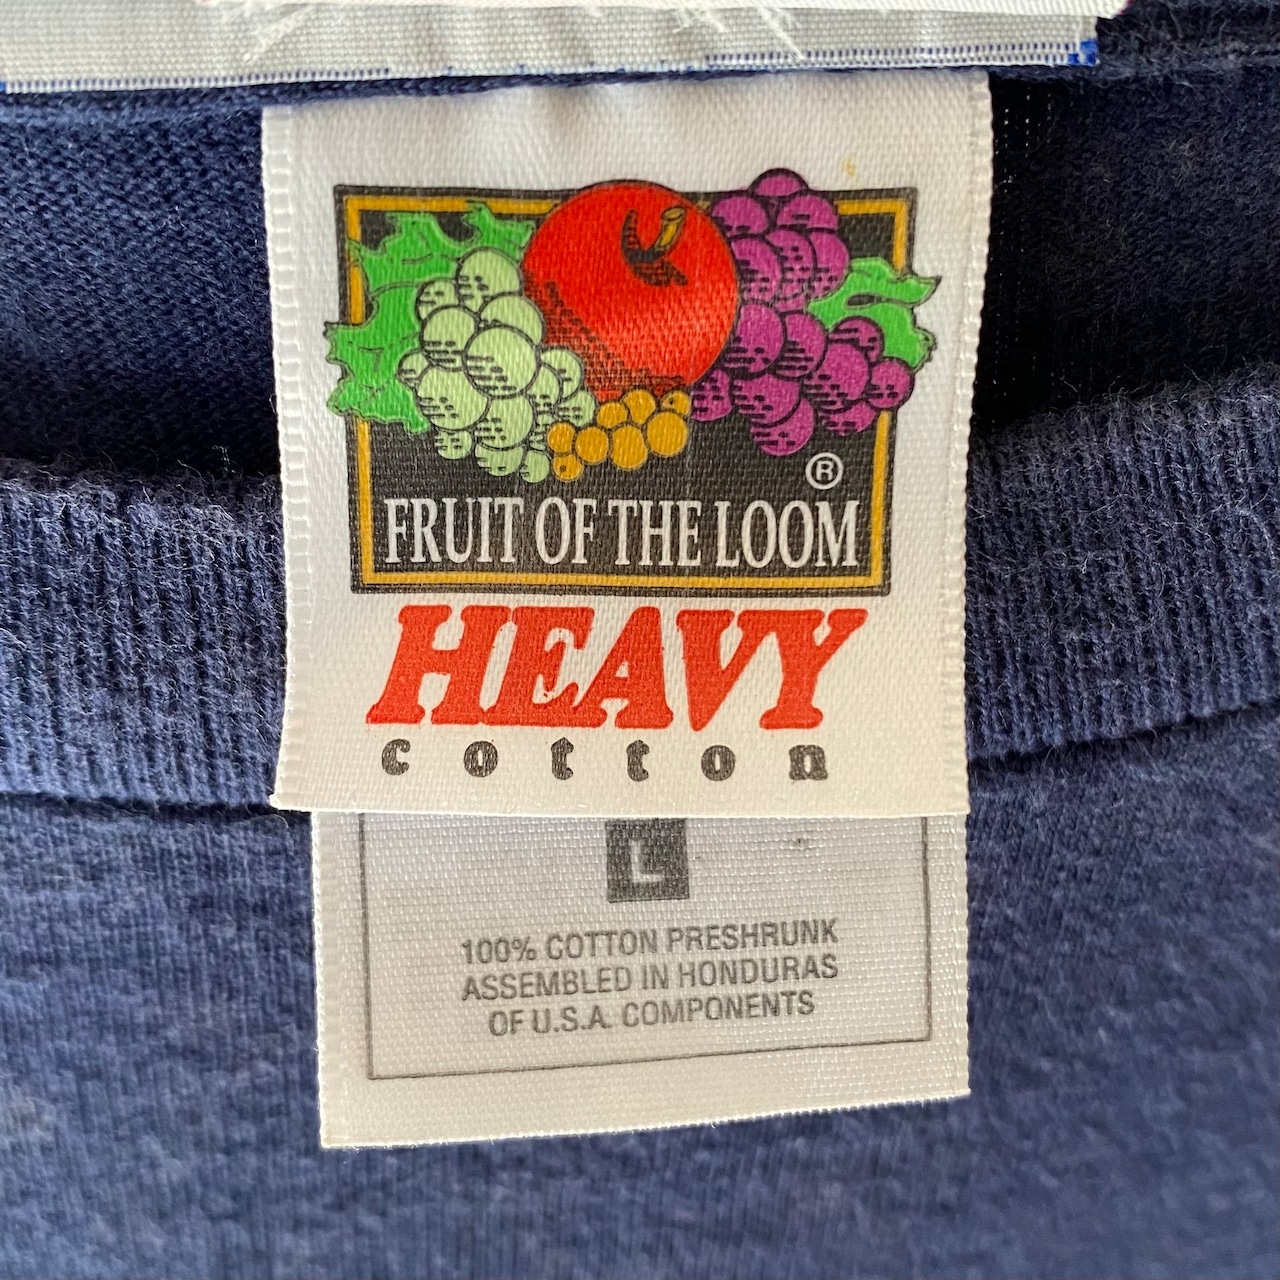 ®
FRUIT OF THE LOOM
HEAVY
cotton
L
100% COTTON PRESHRUNK
ASSEMBLED IN HONDURAS
OF U.S.A. COMPONENTS